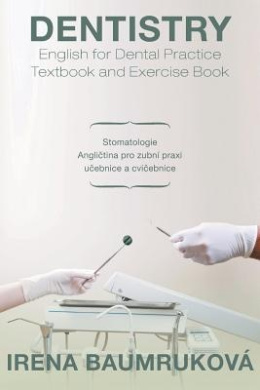 DENTISTRY
English for Dental Practice
Textbook and Exercise Book
Stomatologie
Angličtina pro zubní praxi
učebnice a cvičebnice
IRENA BAUMRUKOVÁ